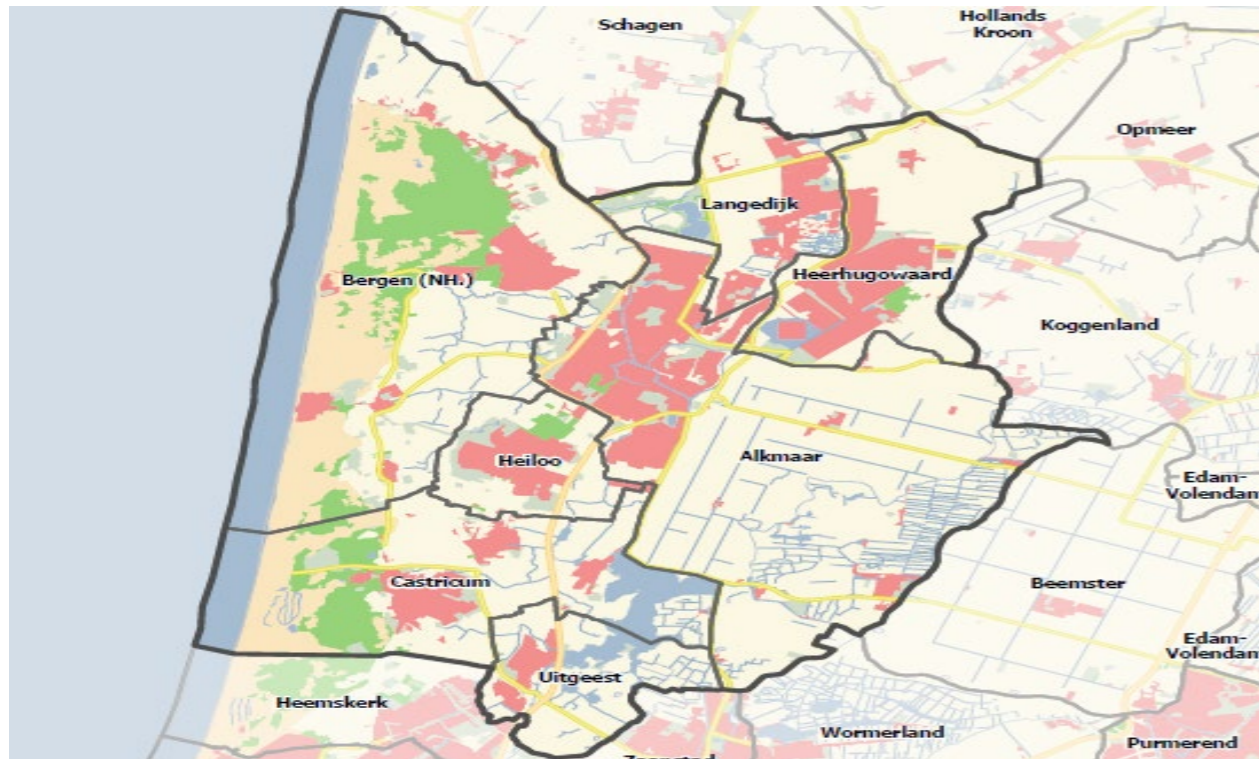 Schagen
Hollands
Kroon
Opmeer
Langedijk
Heerhugowaard
Bergen (NH.)
Koggenland
Alkmaar
Heiloo
Edam-
Volendam
Castricum
Beemster
Edam-
Volendam
Uitgeest
Heemskerk
Wormerland
Purmerend